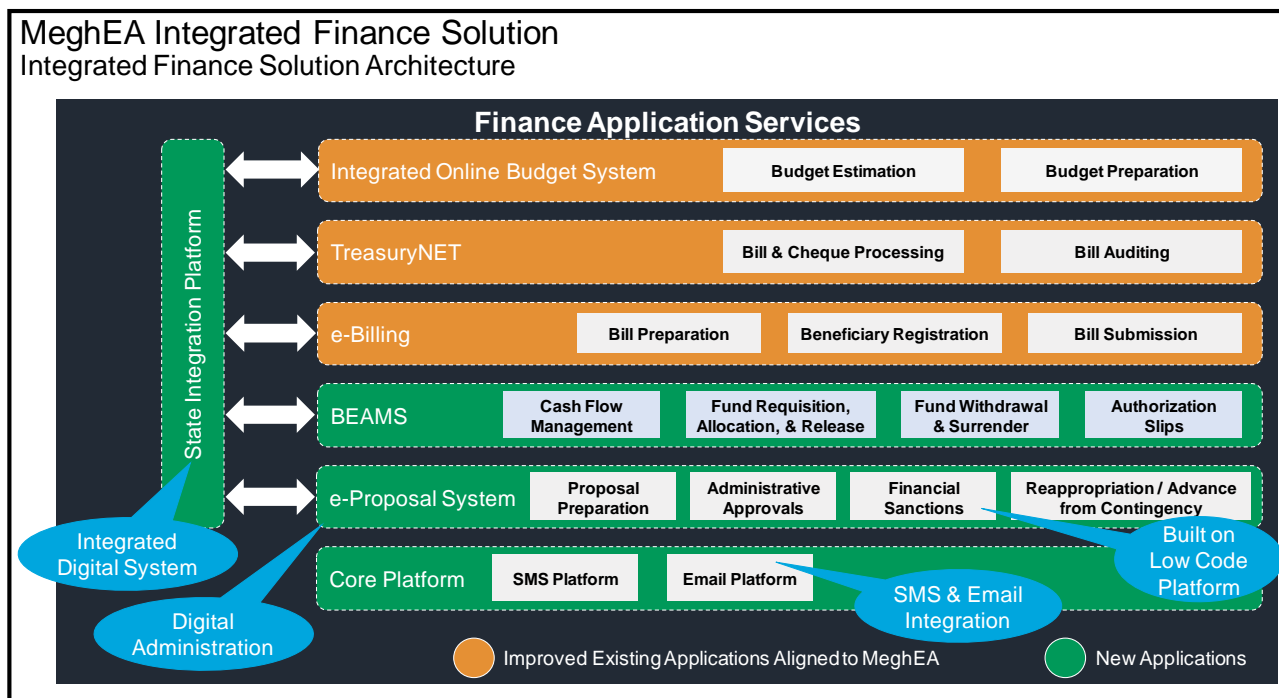 MeghEA Integrated Finance Solution
Integrated Finance Solution Architecture
Finance Application Services
State Integration Platform
Integrated Online Budget System
Budget Estimation
Budget Preparation
TreasuryNET
Bill & Cheque Processing
Bill Auditing
e-Billing
Bill Preparation
Beneficiary Registration
Bill Submission
BEAMS
Cash Flow
Management
Fund Requisition,
Allocation, & Release
Fund Withdrawal
& Surrender
Authorization
Slips
e-Proposal System
Proposal
Preparation
Administrative
Approvals
Financial
Sanctions
Reappropriation / Advance
from Contingency
Integrated
Digital System
Built on
Low Code
Platform
Core Platform
SMS Platform
Email Platform
SMS & Email
Integration
Digital
Administration
Improved Existing Applications Aligned to MeghEA
New Applications